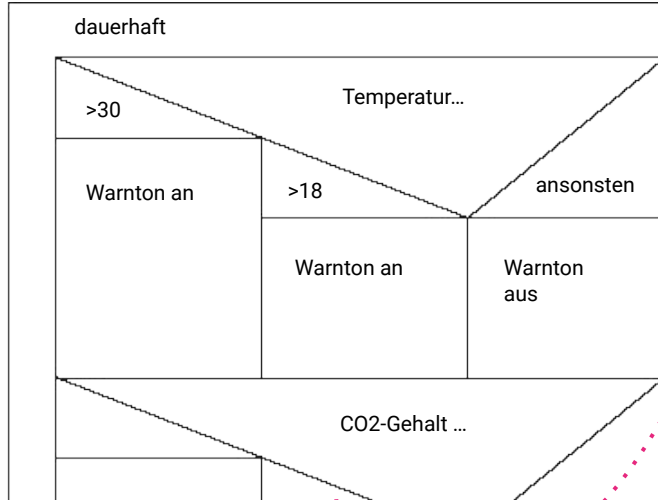 dauerhaft
Temperatur…
>30
ansonsten
Warnton an
>18
Warnton an
Warnton
aus
CO2-Gehalt …